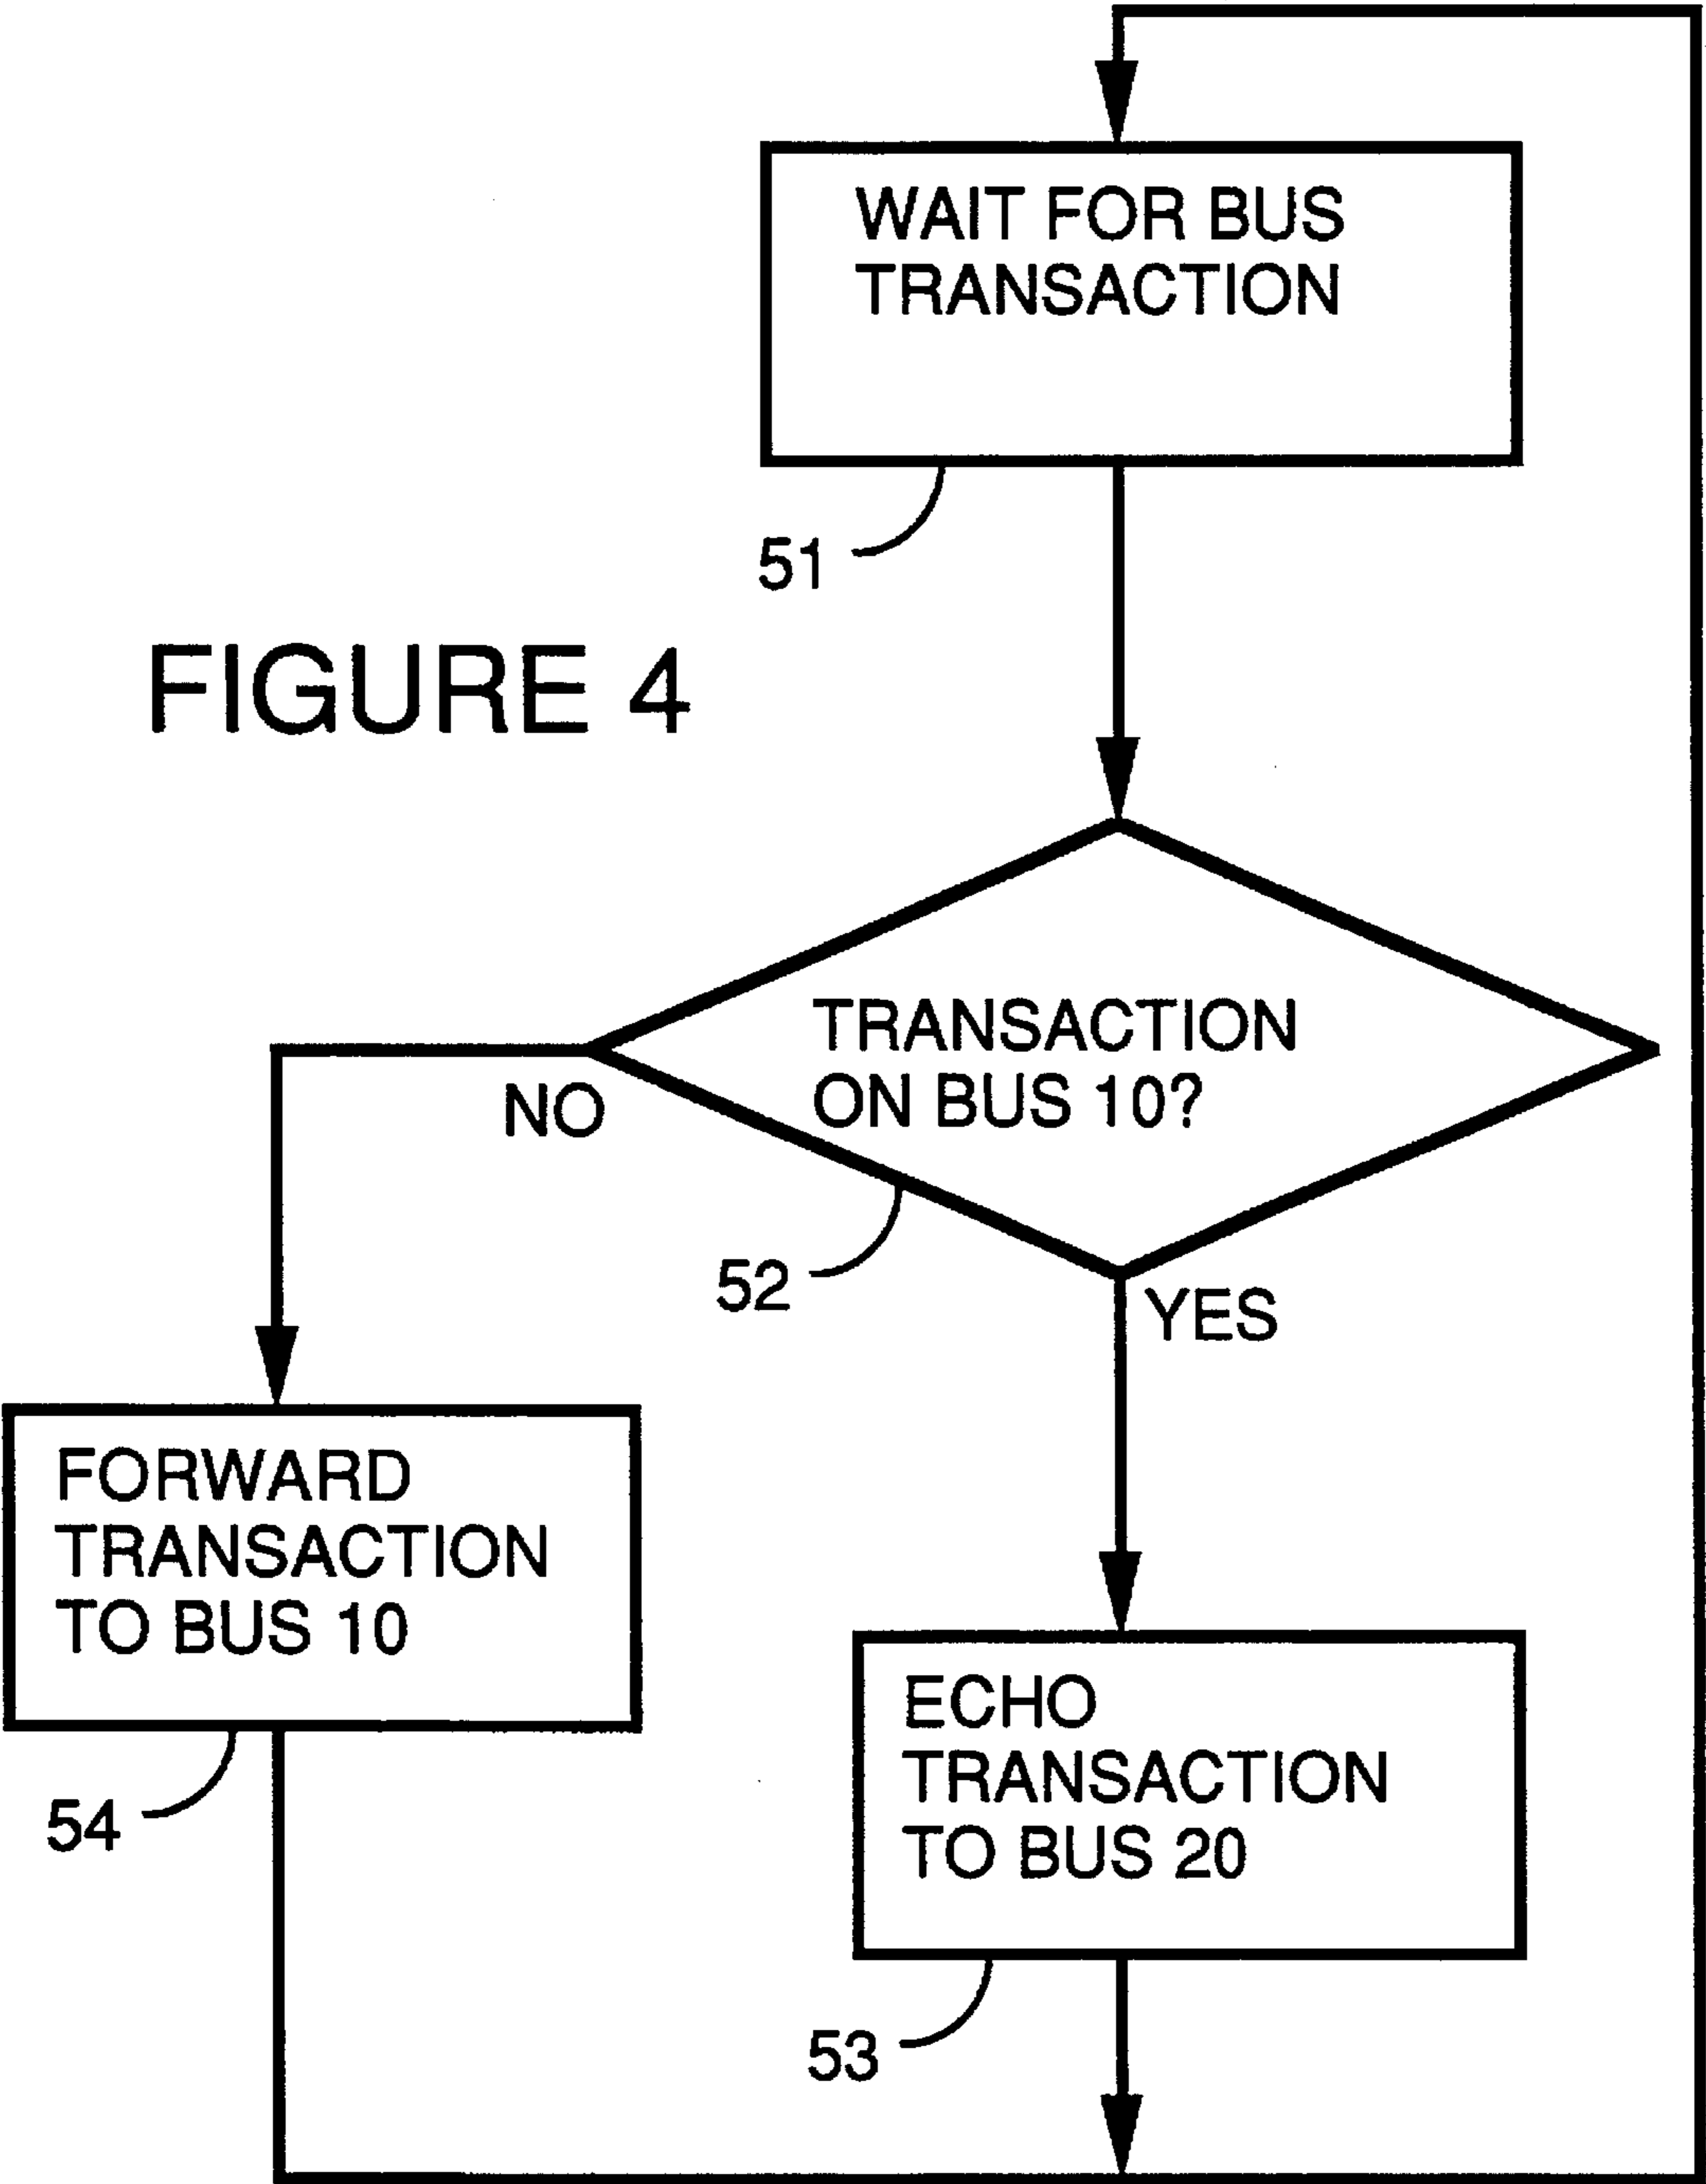 WAIT FOR BUS
TRANSACTION
51
FIGURE 4
TRANSACTION
ON BUS 10?
NO
52
YES
FORWARD
TRANSACTION
TO BUS 10
54
ECHO
TRANSACTION
TO BUS 20
53